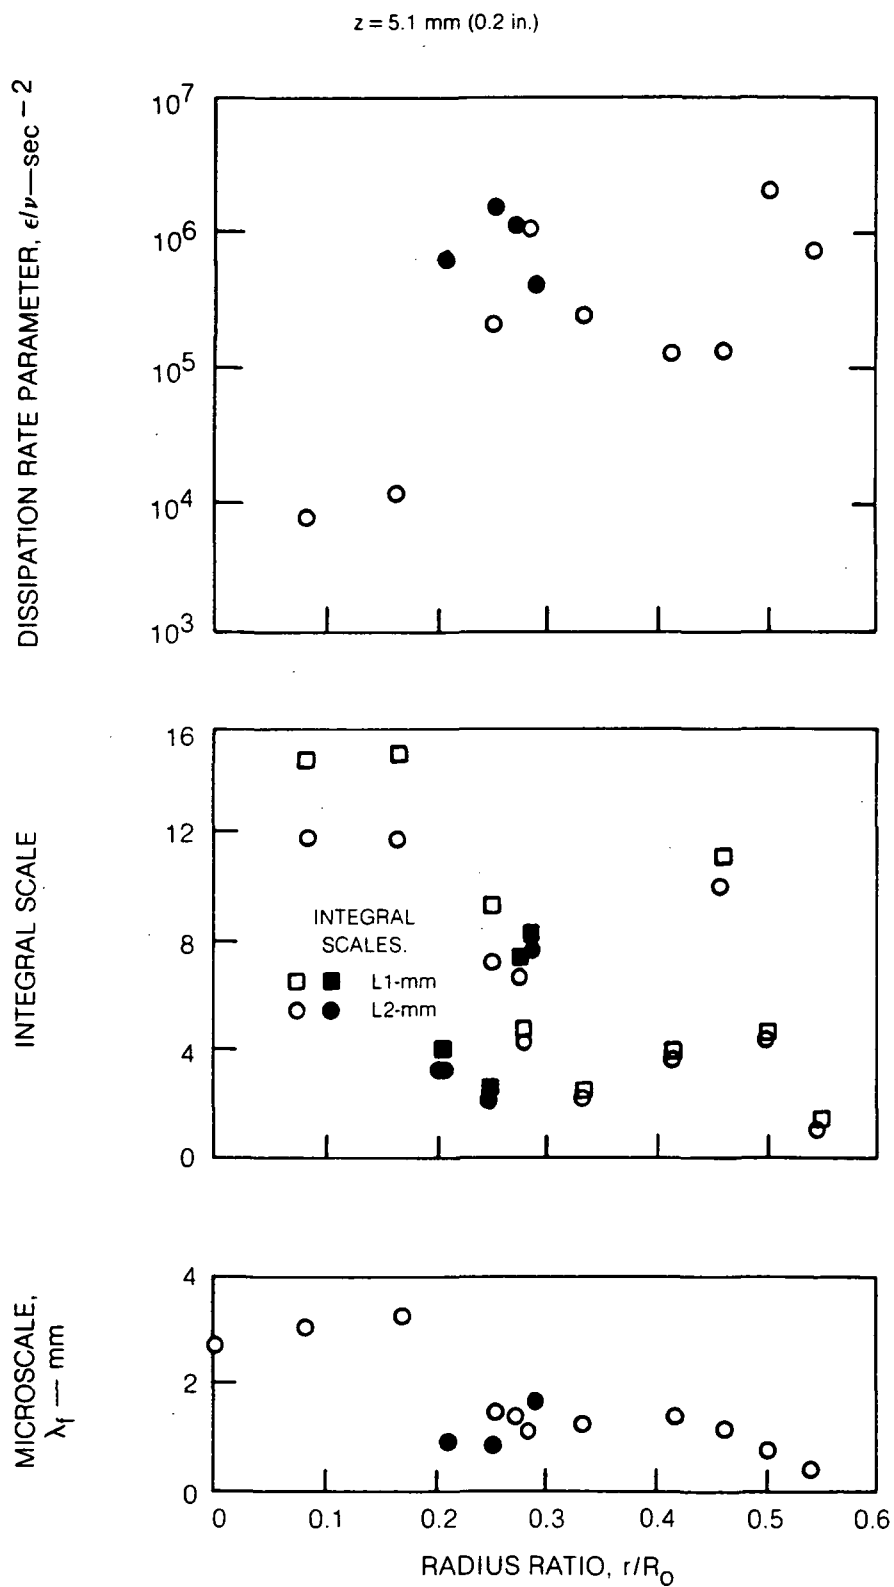 z = 5.1 mm (0.2 in.)
DISSIPATION RATE PARAMETER, ϵ/ν—sec − 2
10⁷
10⁶
10⁵
10⁴
10³
INTEGRAL SCALE
16
12
8
4
0
INTEGRAL
SCALES.
L1-mm
L2-mm
MICROSCALE,
λf — mm
4
2
0
0 0.1 0.2 0.3 0.4 0.5 0.6
RADIUS RATIO, r/Ro